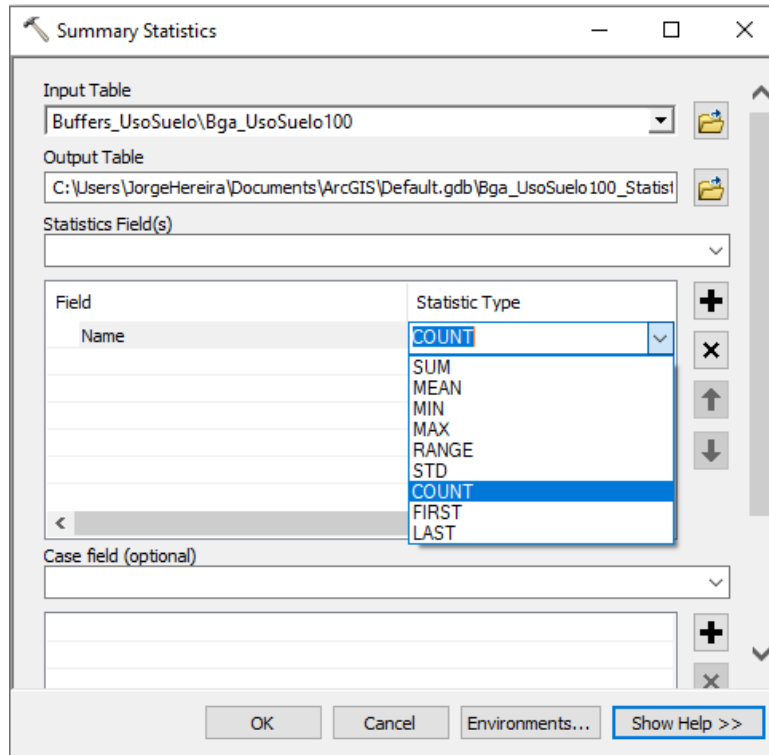 Summary Statistics
Input Table
Buffers_UsoSuelo\Bga_UsoSuelo100
Output Table
C:\Users\JorgeHereira\Documents\ArcGIS\Default.gdb\Bga_UsoSuelo100_Statist
Statistics Field(s)
Field Statistic Type
Name COUNT
SUM
MEAN
MIN
MAX
RANGE
STD
COUNT
FIRST
LAST
Case field (optional)
OK Cancel Environments... Show Help >>